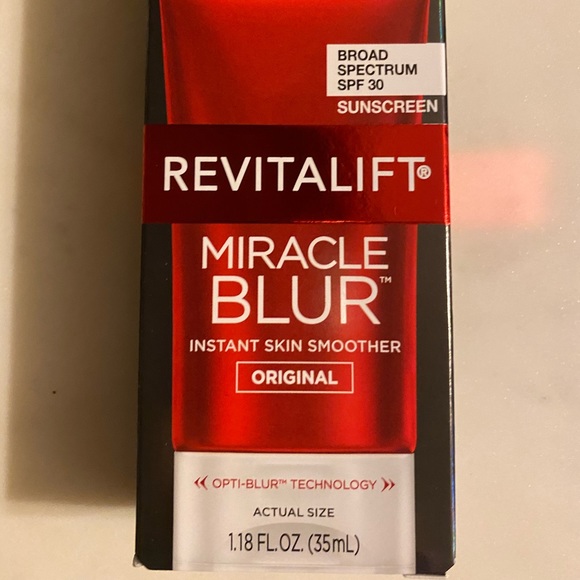 BROAD
SPECTRUM
SPF 30
SUNSCREEN
REVITALIFT®
MIRACLE
BLUR™
INSTANT SKIN SMOOTHER
ORIGINAL
OPTI-BLUR™ TECHNOLOGY
ACTUAL SIZE
1.18 FL.OZ. (35mL)